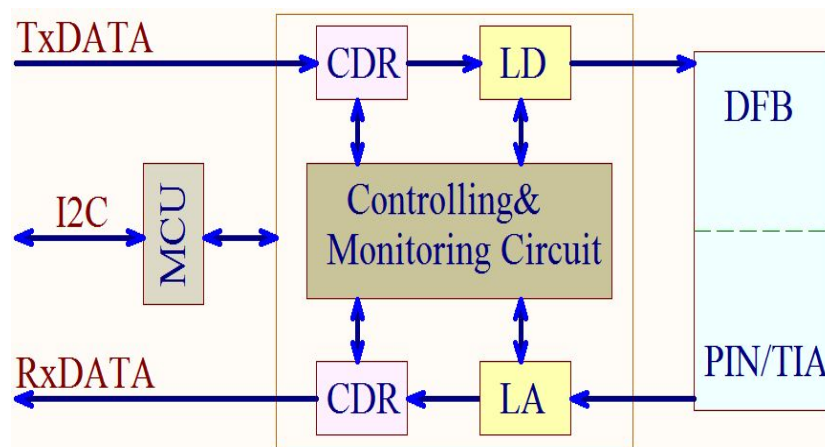 TxDATA
CDR
LD
DFB
I2C
MCU
Controlling&
Monitoring Circuit
PIN/TIA
RxDATA
CDR
LA